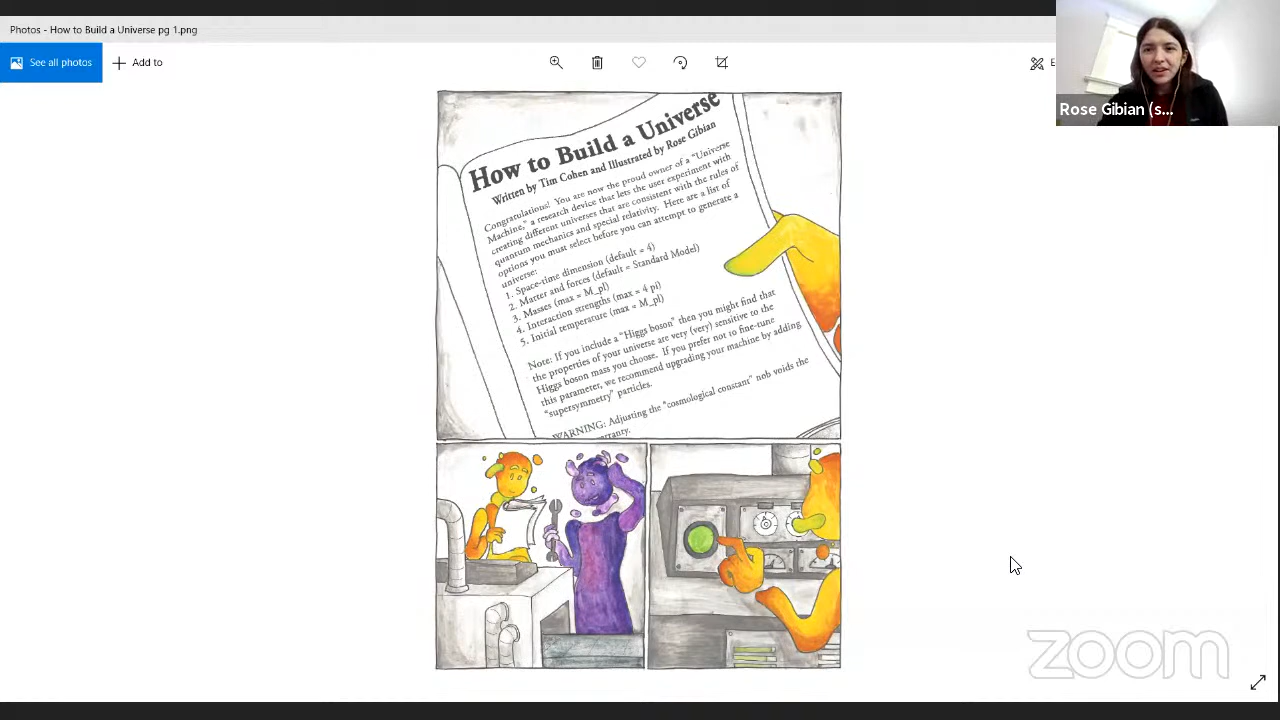 Photos - How to Build a Universe pg 1.png
See all photos
Add to
E
Rose Gibian (s...
How to Build a Universe
Written by Tim Cohen and Illustrated by Rose Gibian
Congratulations! You are now the proud owner of a "Universe
Machine," a research device that lets the user experiment with
creating different universes that are consistent with the rules of
quantum mechanics and special relativity. Here are a list of
options you must select before you can attempt to generate a
universe:
1. Space-time dimension (default = 4)
2. Matter and forces (default = Standard Model)
3. Masses (max = M_pl)
4. Interaction strengths (max = 4 pi)
5. Initial temperature (max = M_pl)
Note: If you include a "Higgs boson" then you might find that
the properties of your universe are very (very) sensitive to the
Higgs boson mass you choose. If you prefer not to fine-tune
this parameter, we recommend upgrading your machine by adding
"supersymmetry" particles.
WARNING: Adjusting the "cosmological constant" nob voids the
zoom